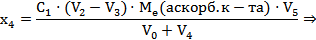 x₄ = C₁ · (V₂ − V₃) · Mₑ(аскорб.к − та) · V₅ / V₀ + V₄ ⇒